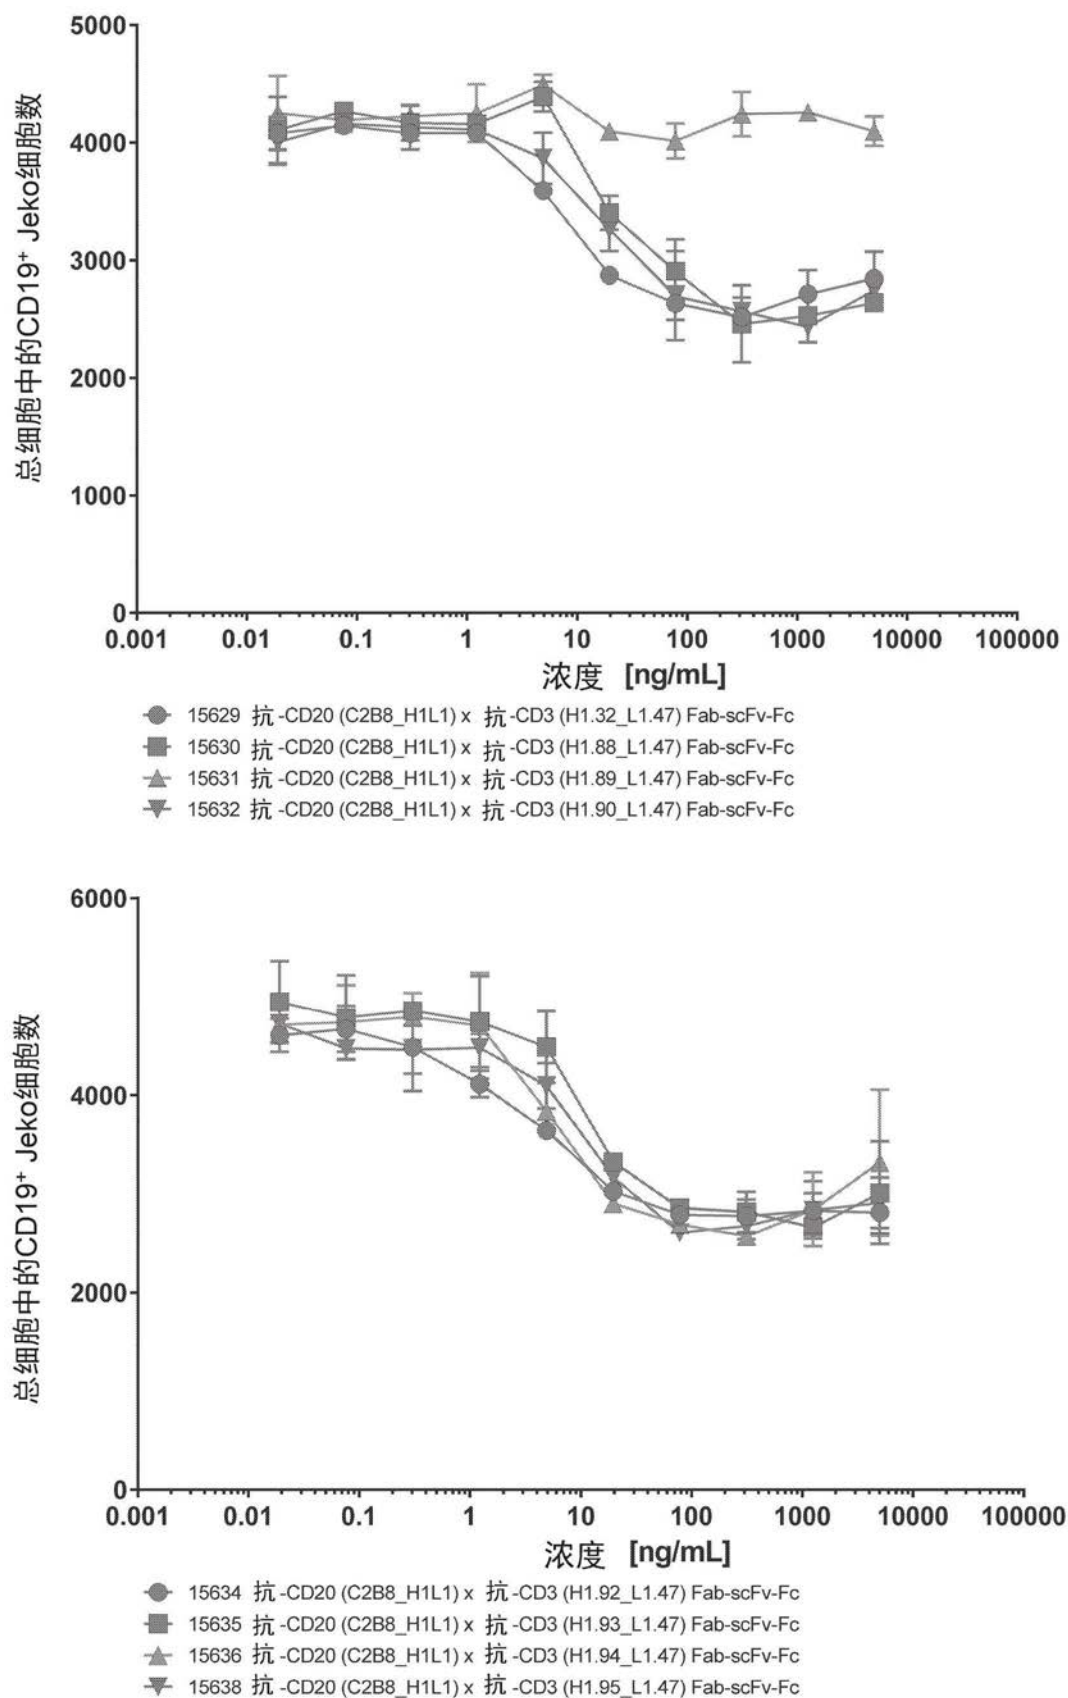 总细胞中的CD19⁺ Jeko细胞数
5000
4000
3000
2000
1000
0
0.001 0.01 0.1 1 10 100 1000 10000 100000
浓度 [ng/mL]
15629 抗-CD20 (C2B8_H1L1) x 抗-CD3 (H1.32_L1.47) Fab-scFv-Fc
15630 抗-CD20 (C2B8_H1L1) x 抗-CD3 (H1.88_L1.47) Fab-scFv-Fc
15631 抗-CD20 (C2B8_H1L1) x 抗-CD3 (H1.89_L1.47) Fab-scFv-Fc
15632 抗-CD20 (C2B8_H1L1) x 抗-CD3 (H1.90_L1.47) Fab-scFv-Fc
总细胞中的CD19⁺ Jeko细胞数
6000
4000
2000
0
0.001 0.01 0.1 1 10 100 1000 10000 100000
浓度 [ng/mL]
15634 抗-CD20 (C2B8_H1L1) x 抗-CD3 (H1.92_L1.47) Fab-scFv-Fc
15635 抗-CD20 (C2B8_H1L1) x 抗-CD3 (H1.93_L1.47) Fab-scFv-Fc
15636 抗-CD20 (C2B8_H1L1) x 抗-CD3 (H1.94_L1.47) Fab-scFv-Fc
15638 抗-CD20 (C2B8_H1L1) x 抗-CD3 (H1.95_L1.47) Fab-scFv-Fc